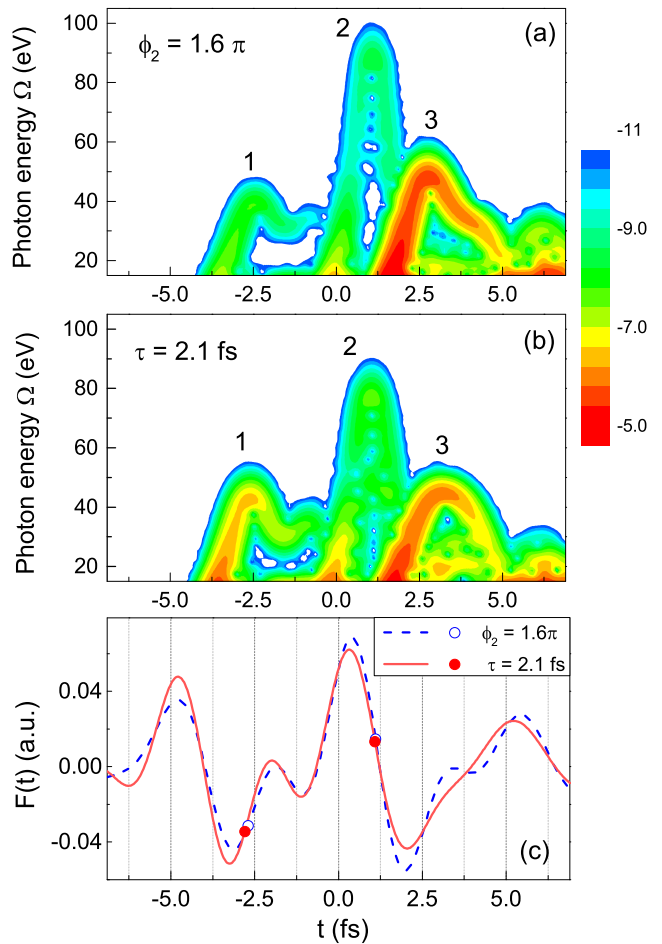 (a)
ϕ₂ = 1.6 π
1
2
3
Photon energy Ω (eV)
100
80
60
40
20
-5.0 -2.5 0.0 2.5 5.0
-11
-9.0
-7.0
-5.0
(b)
τ = 2.1 fs
1
2
3
Photon energy Ω (eV)
100
80
60
40
20
-5.0 -2.5 0.0 2.5 5.0
ϕ₂ = 1.6π
τ = 2.1 fs
F(t) (a.u.)
0.04
0.00
-0.04
(c)
-5.0 -2.5 0.0 2.5 5.0
t (fs)